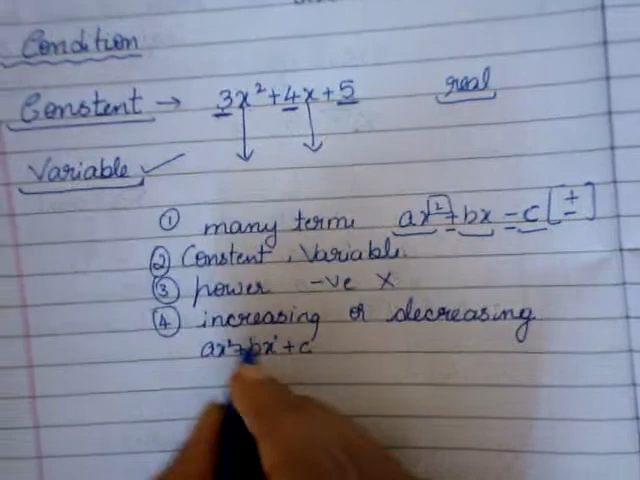 Condition
Constent → 3x² + 4x + 5 real
Variable ✓
① many term ax² + bx - c [±]
② Constent, Variable
③ power -ve x
④ increasing or decreasing
ax² + bx¹ + c